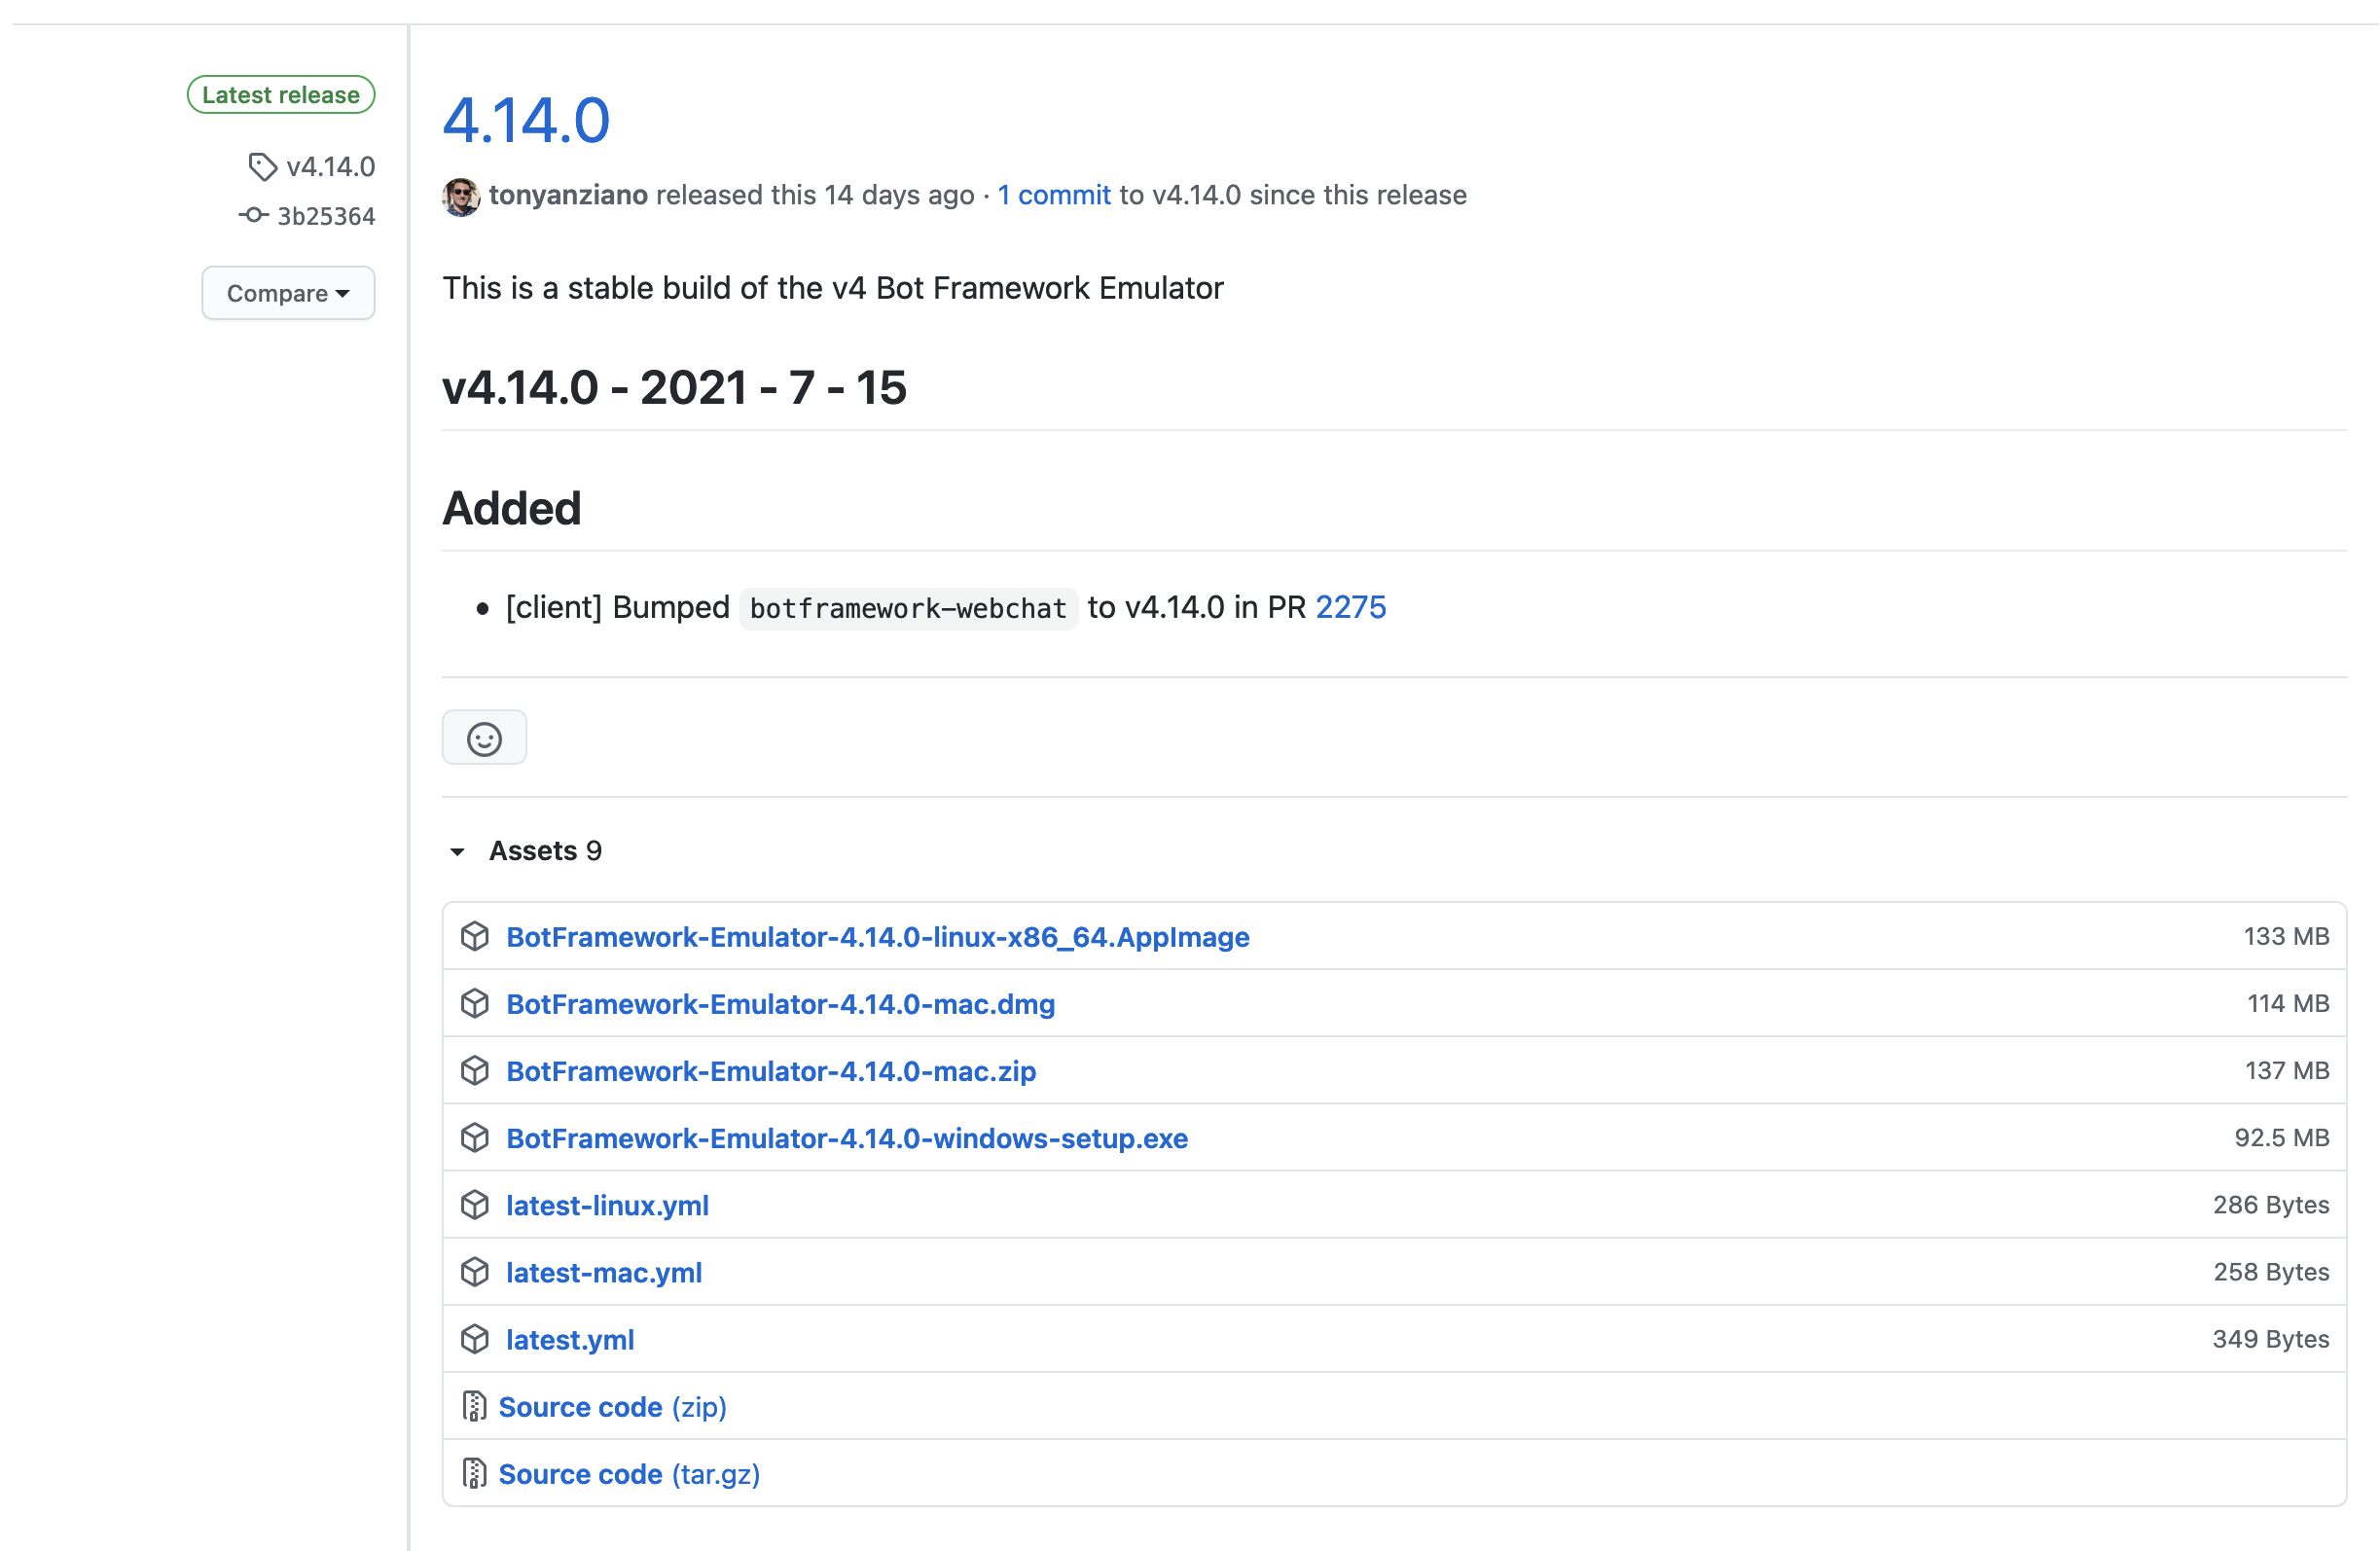 Latest release
v4.14.0
3b25364
Compare
4.14.0
tonyanziano released this 14 days ago · 1 commit to v4.14.0 since this release
This is a stable build of the v4 Bot Framework Emulator
v4.14.0 - 2021 - 7 - 15
Added
• [client] Bumped botframework-webchat to v4.14.0 in PR 2275
Assets 9
BotFramework-Emulator-4.14.0-linux-x86_64.AppImage 133 MB
BotFramework-Emulator-4.14.0-mac.dmg 114 MB
BotFramework-Emulator-4.14.0-mac.zip 137 MB
BotFramework-Emulator-4.14.0-windows-setup.exe 92.5 MB
latest-linux.yml 286 Bytes
latest-mac.yml 258 Bytes
latest.yml 349 Bytes
Source code (zip)
Source code (tar.gz)